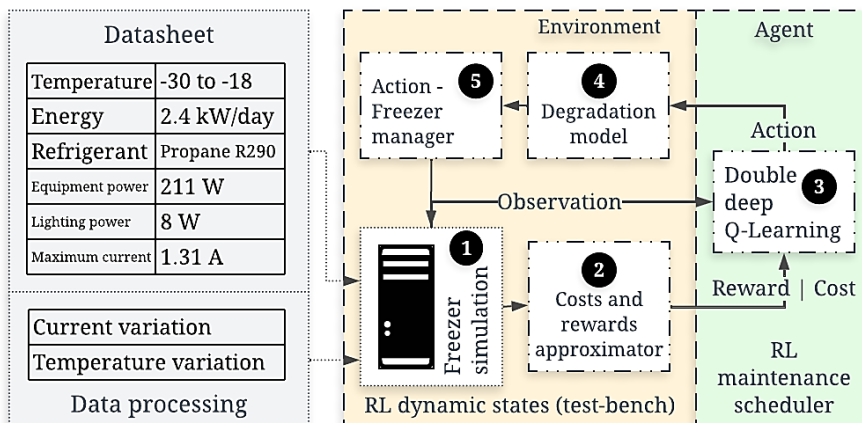 Datasheet
Temperature -30 to -18
Energy 2.4 kW/day
Refrigerant Propane R290
Equipment power 211 W
Lighting power 8 W
Maximum current 1.31 A
Current variation
Temperature variation
Data processing
Environment
Action -
Freezer
manager
5
4
Degradation
model
Observation
1
Freezer
simulation
2
Costs and
rewards
approximator
RL dynamic states (test-bench)
Agent
Action
Double
deep
Q-Learning
3
Reward | Cost
RL
maintenance
scheduler